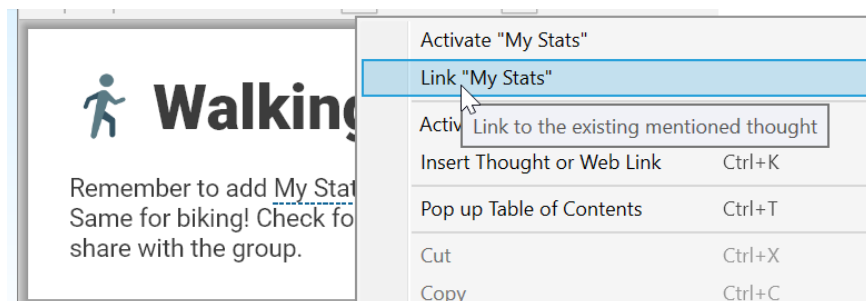 Walking
Remember to add My Stat
Same for biking! Check fo
share with the group.
Activate "My Stats"
Link "My Stats"
Activ
Link to the existing mentioned thought
Insert Thought or Web Link Ctrl+K
Pop up Table of Contents Ctrl+T
Cut Ctrl+X
Copy Ctrl+C